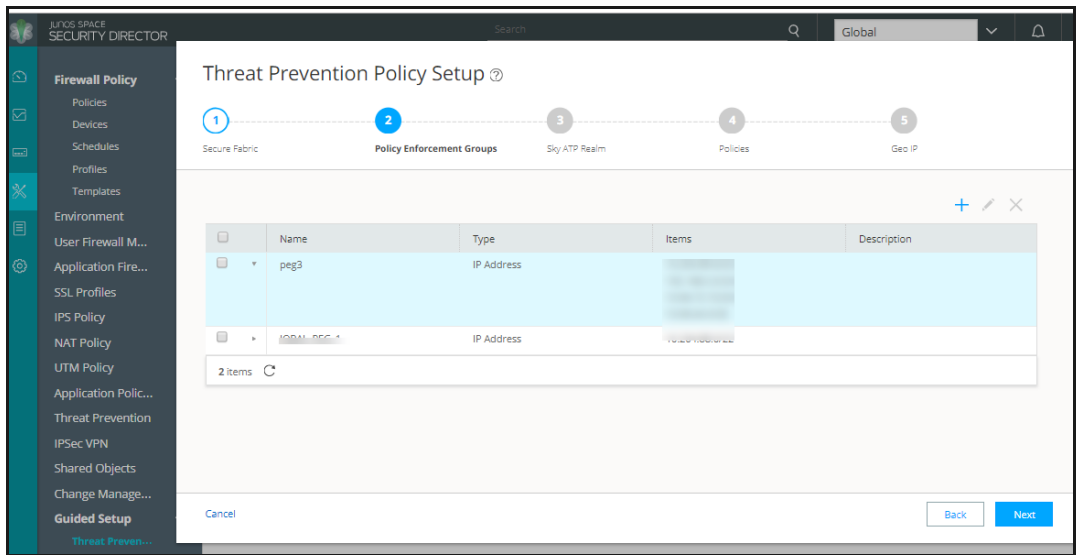 JUNOS SPACE
SECURITY DIRECTOR
Search
Global
Firewall Policy
Policies
Devices
Schedules
Profiles
Templates
Environment
User Firewall M...
Application Fire...
SSL Profiles
IPS Policy
NAT Policy
UTM Policy
Application Polic...
Threat Prevention
IPSec VPN
Shared Objects
Change Manage...
Guided Setup
Threat Preven...
Threat Prevention Policy Setup
1 2 3 4 5
Secure Fabric Policy Enforcement Groups Sky ATP Realm Policies Geo IP
Name Type Items Description
peg3 IP Address
IP Address
2 items
Cancel Back Next